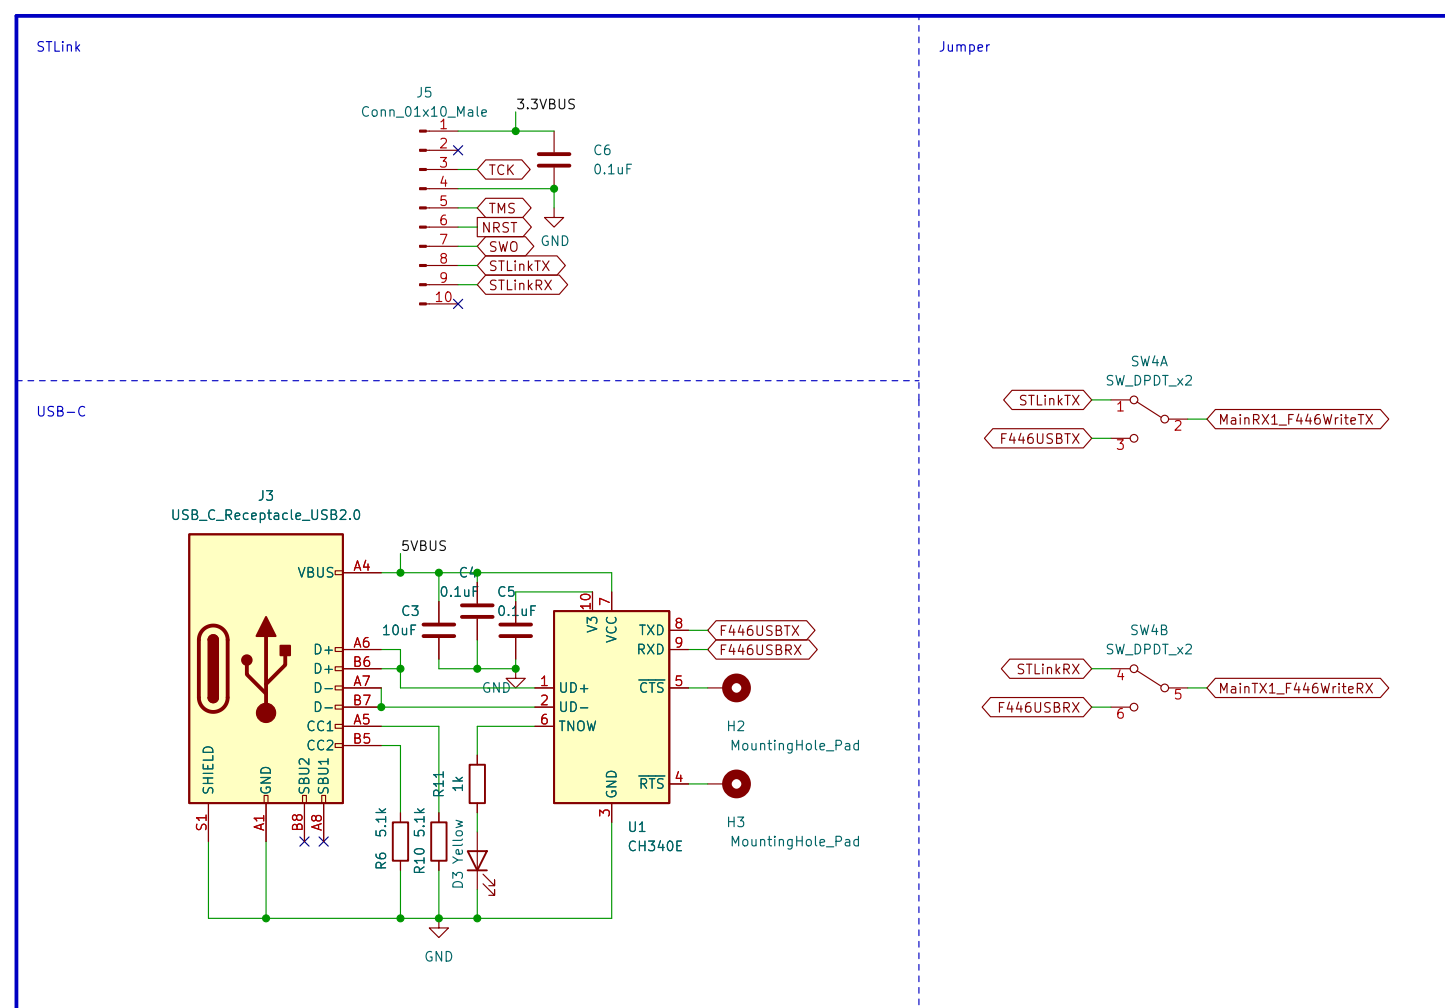 STLink
Jumper
J5
Conn_01x10_Male
3.3VBUS
1
2
3
4
5
6
7
8
9
10
TCK
TMS
NRST
SWO
STLinkTX
STLinkRX
C6
0.1uF
GND
SW4A
SW_DPDT_x2
STLinkTX
1
MainRX1_F446WriteTX
2
F446USBTX
3
USB-C
J3
USB_C_Receptacle_USB2.0
5VBUS
VBUS
A4
D+
A6
D+
B6
D-
A7
D-
B7
CC1
A5
CC2
B5
SHIELD
GND
SBU2
SBU1
S1
A1
B8
A8
C4
0.1uF
C5
0.1uF
C3
10uF
GND
10
7
V3
VCC
TXD
8
F446USBTX
RXD
9
F446USBRX
1
UD+
CTS
5
2
UD-
6
TNOW
H2
MountingHole_Pad
GND
RTS
4
3
H3
MountingHole_Pad
U1
CH340E
R11
1k
R6
5.1k
R10
5.1k
D3
Yellow
GND
SW4B
SW_DPDT_x2
STLinkRX
4
MainTX1_F446WriteRX
5
F446USBRX
6